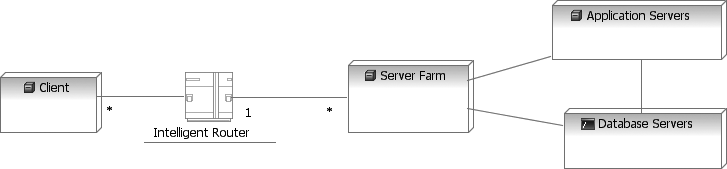 Application Servers
Server Farm
Client
*
1
*
Intelligent Router
Database Servers